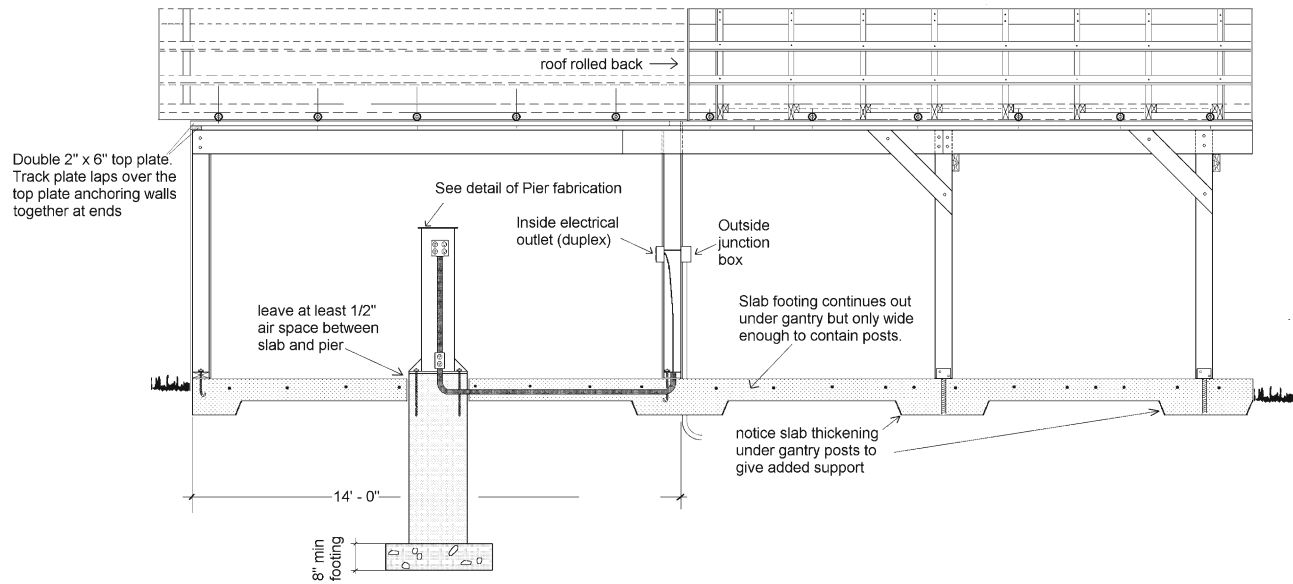 roof rolled back
Double 2" x 6" top plate.
Track plate laps over the
top plate anchoring walls
together at ends
See detail of Pier fabrication
Inside electrical
outlet (duplex)
Outside
junction
box
leave at least 1/2"
air space between
slab and pier
Slab footing continues out
under gantry but only wide
enough to contain posts.
notice slab thickening
under gantry posts to
give added support
14' - 0"
8" min
footing